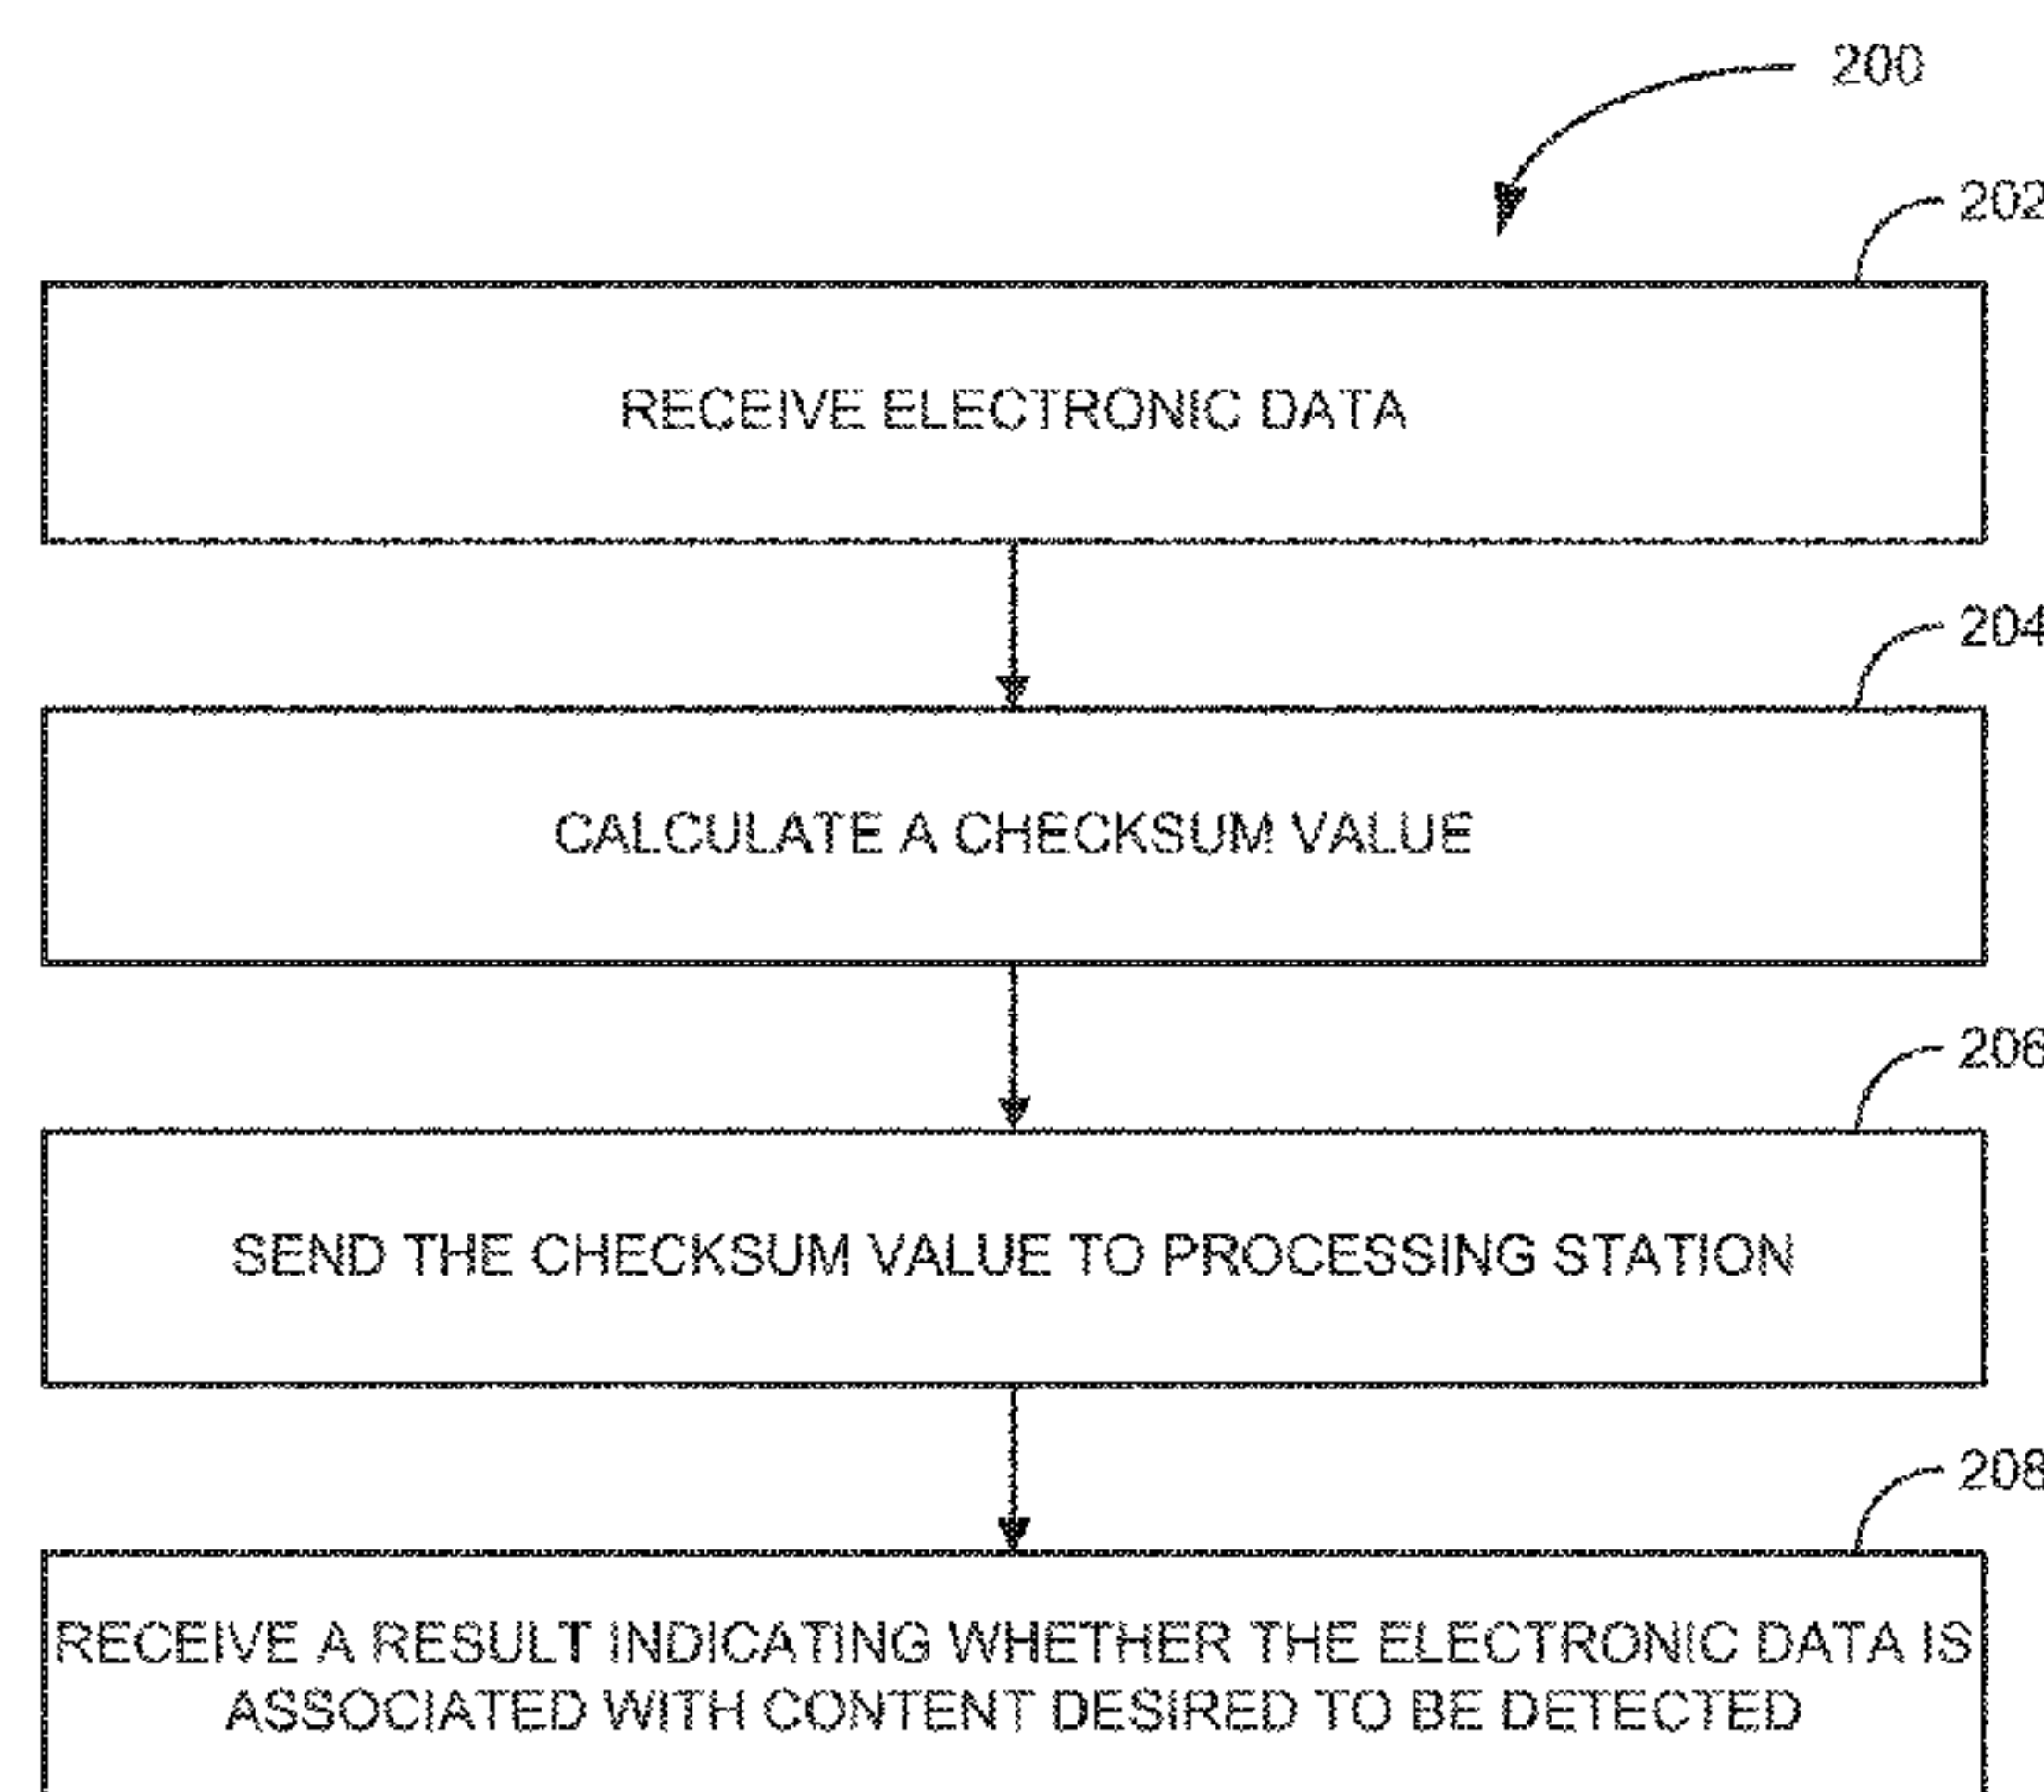 200
202
RECEIVE ELECTRONIC DATA
204
CALCULATE A CHECKSUM VALUE
206
SEND THE CHECKSUM VALUE TO PROCESSING STATION
208
RECEIVE A RESULT INDICATING WHETHER THE ELECTRONIC DATA IS
ASSOCIATED WITH CONTENT DESIRED TO BE DETECTED